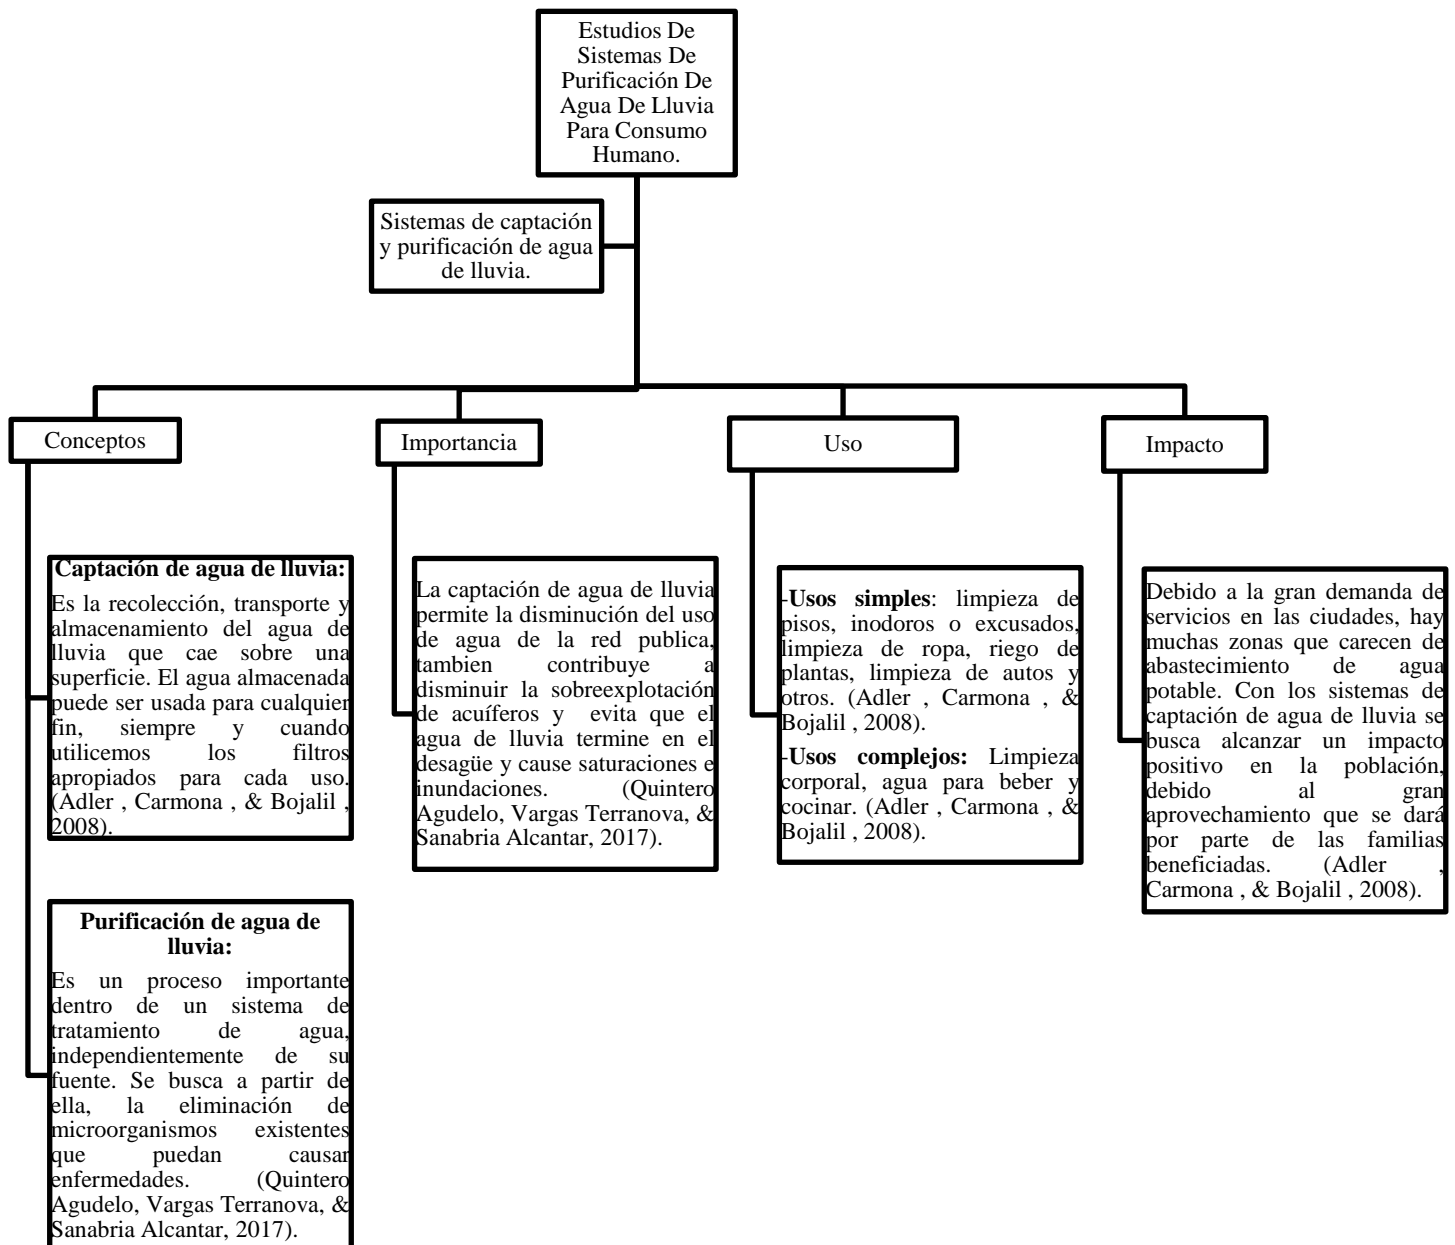 Estudios De
Sistemas De
Purificación De
Agua De Lluvia
Para Consumo
Humano.
Sistemas de captación
y purificación de agua
de lluvia.
Conceptos
Importancia
Uso
Impacto
Captación de agua de lluvia:
Es la recolección, transporte y
almacenamiento del agua de
lluvia que cae sobre una
superficie. El agua almacenada
puede ser usada para cualquier
fin, siempre y cuando
utilicemos los filtros
apropiados para cada uso.
(Adler , Carmona , & Bojalil ,
2008).
Purificación de agua de
lluvia:
Es un proceso importante
dentro de un sistema de
tratamiento de agua,
independientemente de su
fuente. Se busca a partir de
ella, la eliminación de
microorganismos existentes
que puedan causar
enfermedades. (Quintero
Agudelo, Vargas Terranova, &
Sanabria Alcantar, 2017).
La captación de agua de lluvia
permite la disminución del uso
de agua de la red publica,
tambien contribuye a
disminuir la sobreexplotación
de acuíferos y evita que el
agua de lluvia termine en el
desagüe y cause saturaciones e
inundaciones. (Quintero
Agudelo, Vargas Terranova, &
Sanabria Alcantar, 2017).
-Usos simples: limpieza de
pisos, inodoros o excusados,
limpieza de ropa, riego de
plantas, limpieza de autos y
otros. (Adler , Carmona , &
Bojalil , 2008).
-Usos complejos: Limpieza
corporal, agua para beber y
cocinar. (Adler , Carmona , &
Bojalil , 2008).
Debido a la gran demanda de
servicios en las ciudades, hay
muchas zonas que carecen de
abastecimiento de agua
potable. Con los sistemas de
captación de agua de lluvia se
busca alcanzar un impacto
positivo en la población,
debido al gran
aprovechamiento que se dará
por parte de las familias
beneficiadas. (Adler ,
Carmona , & Bojalil , 2008).